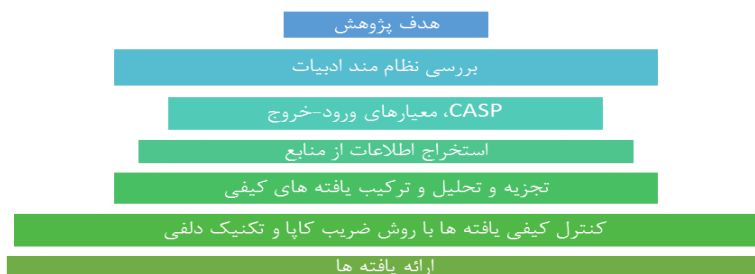 هدف پژوهش
بررسی نظام مند ادبیات
CASP، معیارهای ورود-خروج
استخراج اطلاعات از منابع
تجزیه و تحلیل و ترکیب یافته های کیفی
کنترل کیفی یافته ها با روش ضریب کاپا و تکنیک دلفی
ارائه یافته ها